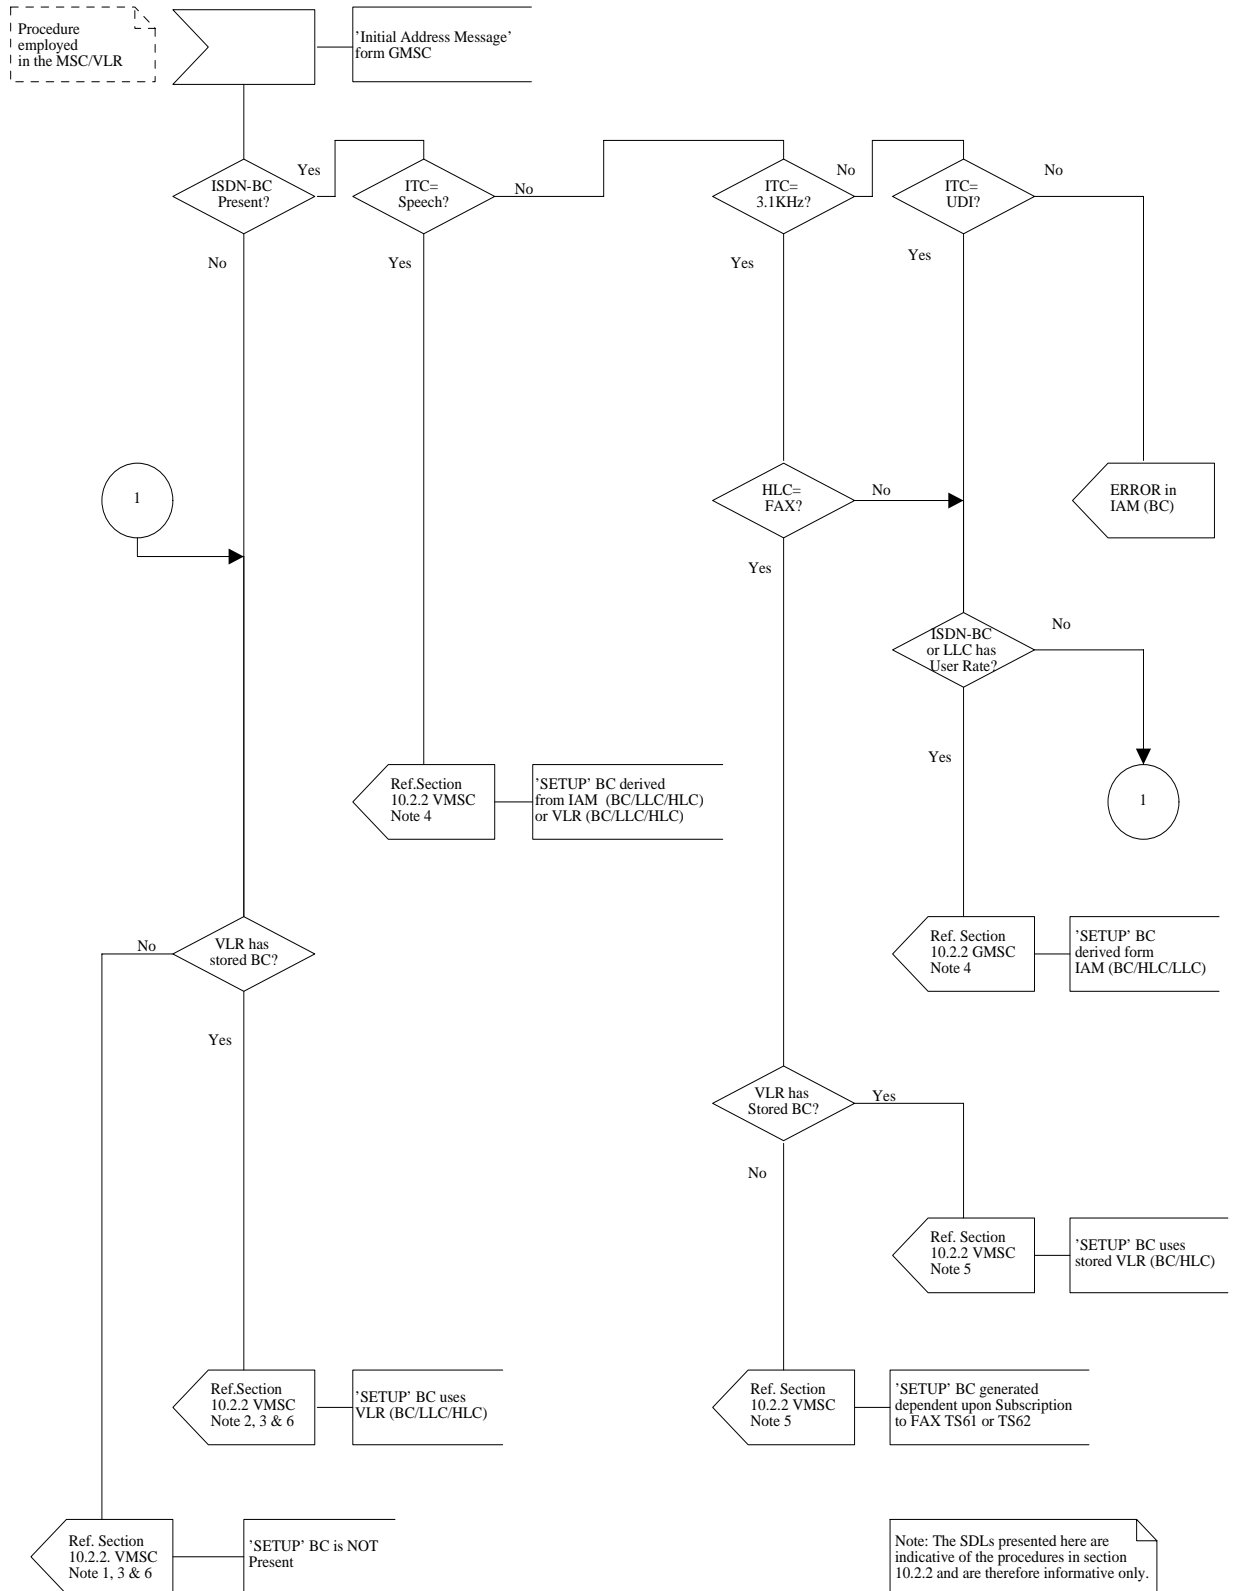 Procedure
employed
in the MSC/VLR
'Initial Address Message'
form GMSC
ISDN-BC
Present?
Yes
ITC=
Speech?
No
ITC=
3.1KHz?
No
ITC=
UDI?
No
No
Yes
Yes
Yes
1
HLC=
FAX?
No
ERROR in
IAM (BC)
Yes
ISDN-BC
or LLC has
User Rate?
No
Yes
Ref.Section
10.2.2 VMSC
Note 4
'SETUP' BC derived
from IAM (BC/LLC/HLC)
or VLR (BC/LLC/HLC)
1
No
VLR has
stored BC?
Ref. Section
10.2.2 GMSC
Note 4
'SETUP' BC
derived form
IAM (BC/HLC/LLC)
Yes
VLR has
Stored BC?
Yes
No
Ref. Section
10.2.2 VMSC
Note 5
'SETUP' BC uses
stored VLR (BC/HLC)
Ref.Section
10.2.2 VMSC
Note 2, 3 & 6
'SETUP' BC uses
VLR (BC/LLC/HLC)
Ref. Section
10.2.2 VMSC
Note 5
'SETUP' BC generated
dependent upon Subscription
to FAX TS61 or TS62
Ref. Section
10.2.2. VMSC
Note 1, 3 & 6
'SETUP' BC is NOT
Present
Note: The SDLs presented here are
indicative of the procedures in section
10.2.2 and are therefore informative only.